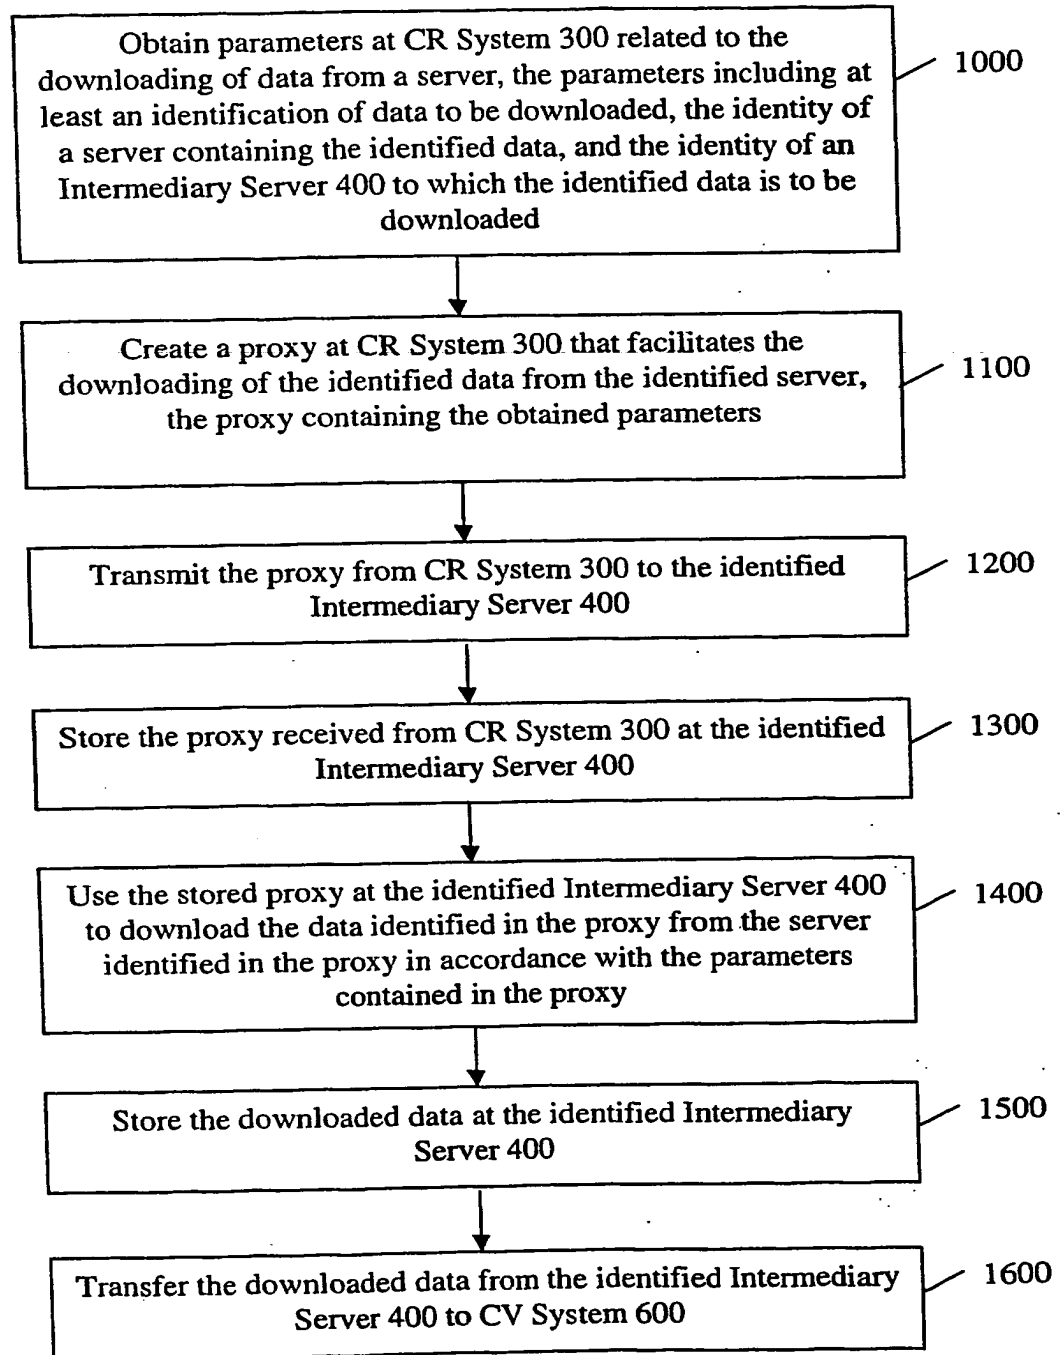 Obtain parameters at CR System 300 related to the
downloading of data from a server, the parameters including at
least an identification of data to be downloaded, the identity of
a server containing the identified data, and the identity of an
Intermediary Server 400 to which the identified data is to be
downloaded
1000
Create a proxy at CR System 300 that facilitates the
downloading of the identified data from the identified server,
the proxy containing the obtained parameters
1100
Transmit the proxy from CR System 300 to the identified
Intermediary Server 400
1200
Store the proxy received from CR System 300 at the identified
Intermediary Server 400
1300
Use the stored proxy at the identified Intermediary Server 400
to download the data identified in the proxy from the server
identified in the proxy in accordance with the parameters
contained in the proxy
1400
Store the downloaded data at the identified Intermediary
Server 400
1500
Transfer the downloaded data from the identified Intermediary
Server 400 to CV System 600
1600